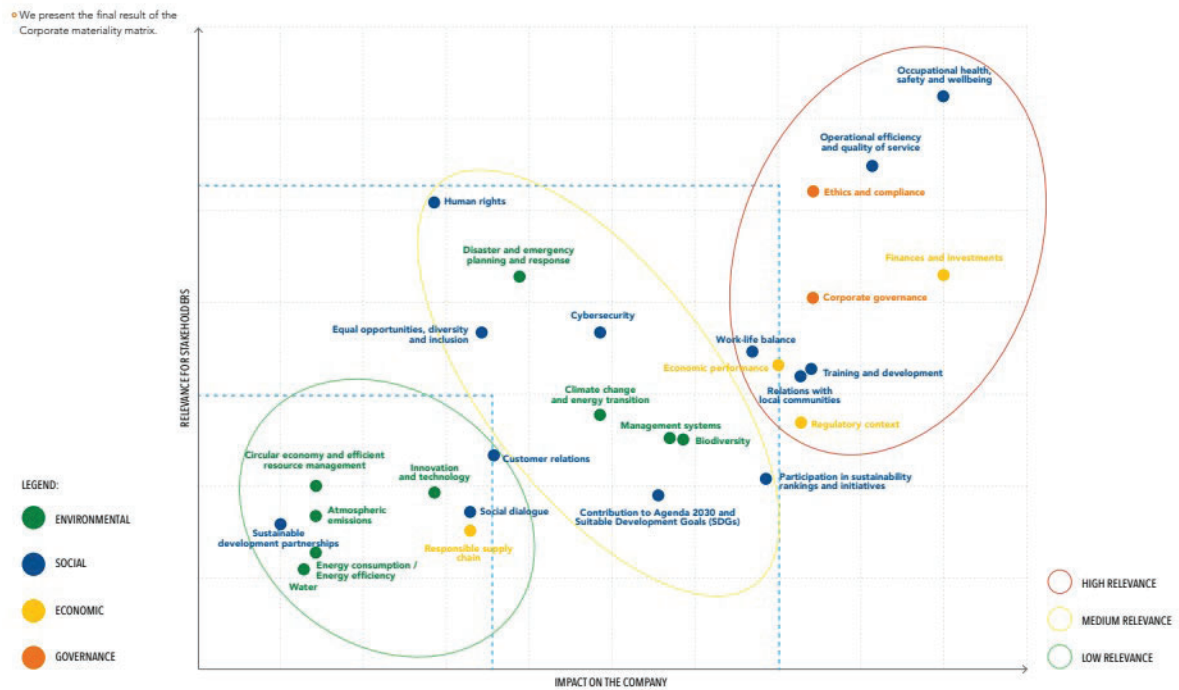 We present the final result of the
Corporate materiality matrix.
RELEVANCE FOR STAKEHOLDERS
Occupational health,
safety and wellbeing
Operational efficiency
and quality of service
Ethics and compliance
Human rights
Disaster and emergency
planning and response
Finances and investments
Corporate governance
Equal opportunities, diversity
and inclusion
Cybersecurity
Work-life balance
Economic performance
Training and development
Relations with
local communities
Climate change
and energy transition
Management systems
Biodiversity
Regulatory context
Circular economy and efficient
resource management
Innovation
and technology
Customer relations
Participation in sustainability
rankings and initiatives
Atmospheric
emissions
Social dialogue
Contribution to Agenda 2030 and
Suitable Development Goals (SDGs)
Sustainable
development partnerships
Responsible supply
chain
Energy consumption /
Energy efficiency
Water
IMPACT ON THE COMPANY
LEGEND:
ENVIRONMENTAL
SOCIAL
ECONOMIC
GOVERNANCE
HIGH RELEVANCE
MEDIUM RELEVANCE
LOW RELEVANCE